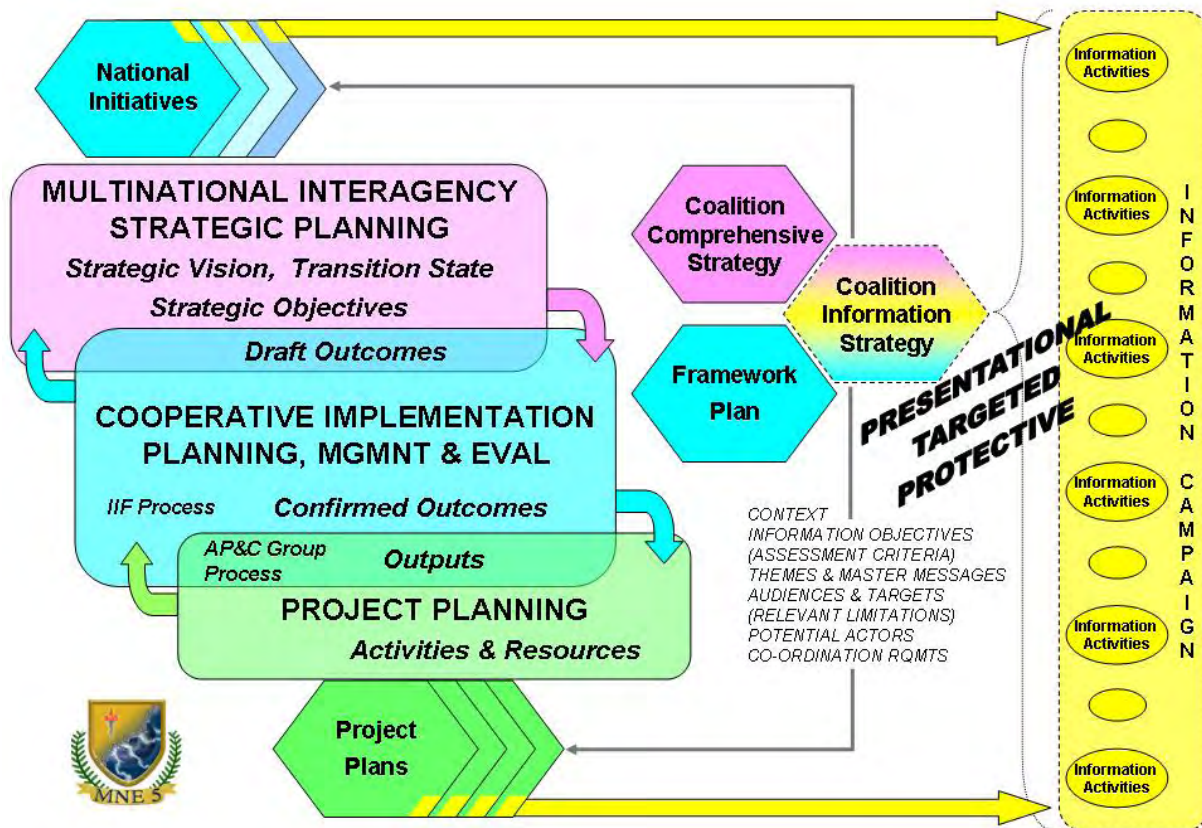 National
Initiatives
MULTINATIONAL INTERAGENCY
STRATEGIC PLANNING
Strategic Vision, Transition State
Strategic Objectives
Draft Outcomes
COOPERATIVE IMPLEMENTATION
PLANNING, MGMNT & EVAL
IIF Process
Confirmed Outcomes
AP&C Group
Process
Outputs
PROJECT PLANNING
Activities & Resources
Project
Plans
MNE 5
Coalition
Comprehensive
Strategy
Coalition
Information
Strategy
Framework
Plan
CONTEXT
INFORMATION OBJECTIVES
(ASSESSMENT CRITERIA)
THEMES & MASTER MESSAGES
AUDIENCES & TARGETS
(RELEVANT LIMITATIONS)
POTENTIAL ACTORS
CO-ORDINATION RQMTS
PRESENTATIONAL
TARGETED
PROTECTIVE
Information
Activities
Information
Activities
Information
Activities
Information
Activities
Information
Activities
Information
Activities
INFORMATION CAMPAIGN